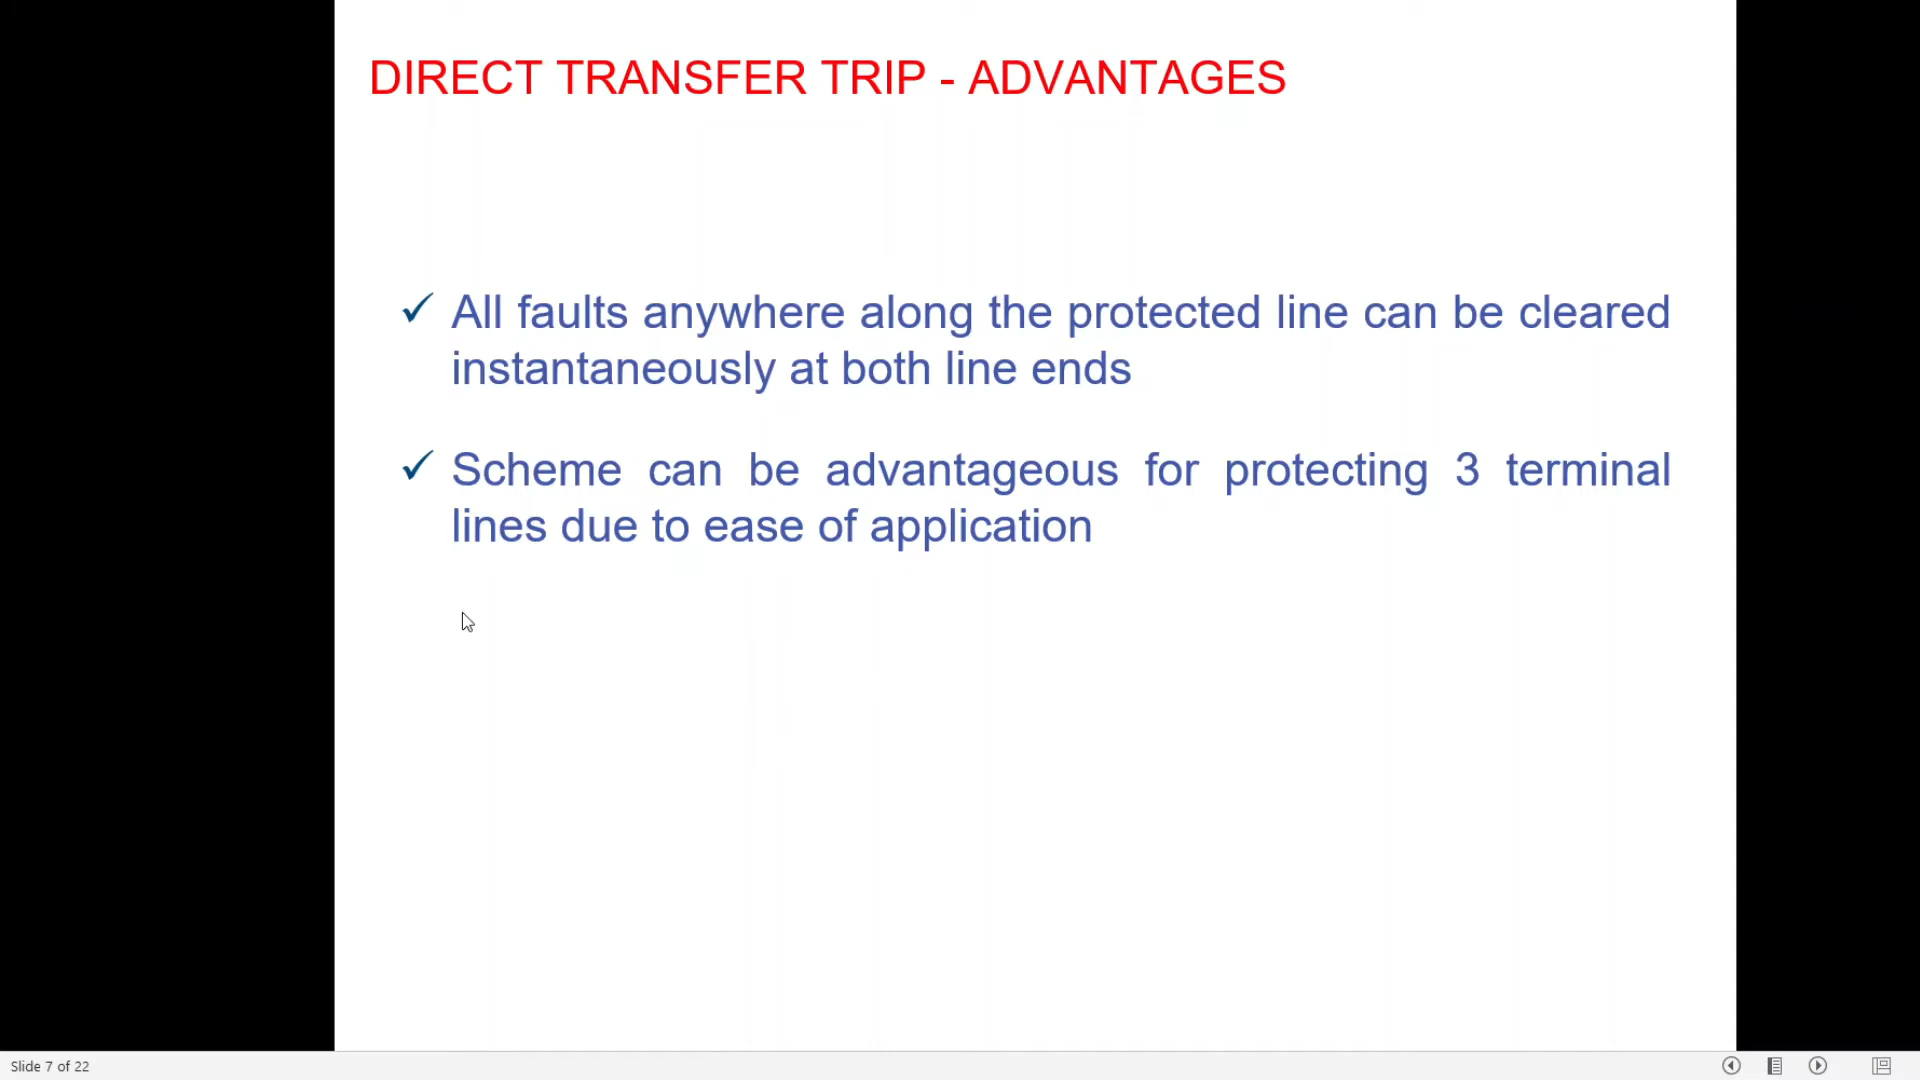 DIRECT TRANSFER TRIP - ADVANTAGES
✓ All faults anywhere along the protected line can be cleared
instantaneously at both line ends
✓ Scheme can be advantageous for protecting 3 terminal
lines due to ease of application
Slide 7 of 22